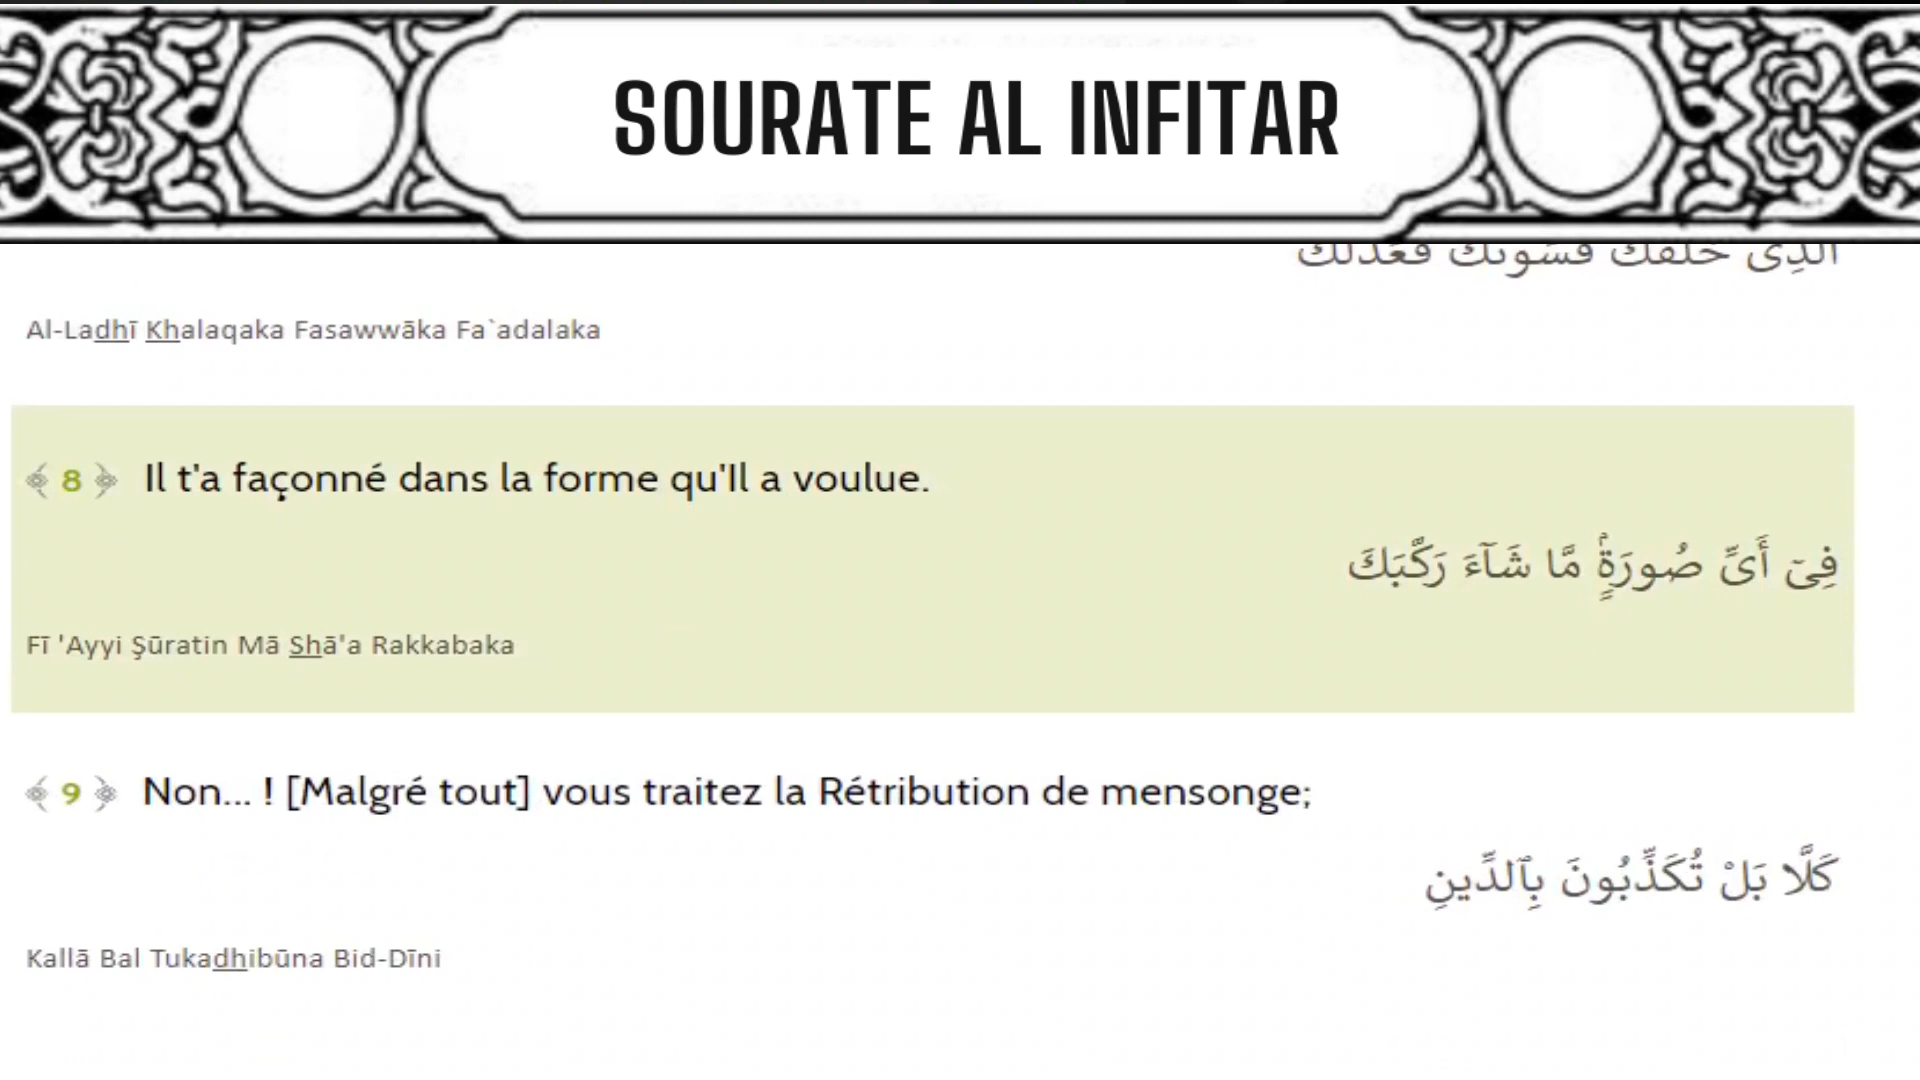 SOURATE AL INFITAR
ٱلَّذِى خَلَقَكَ فَسَوَّىٰكَ فَعَدَلَكَ
Al-Ladhī Khalaqaka Fasawwāka Fa`adalaka
﴾ 8 ﴿ Il t'a façonné dans la forme qu'Il a voulue.
فِىٓ أَىِّ صُورَةٍۢ مَّا شَآءَ رَكَّبَكَ
Fī 'Ayyi Şūratin Mā Shā'a Rakkabaka
﴾ 9 ﴿ Non... ! [Malgré tout] vous traitez la Rétribution de mensonge;
كَلَّا بَلْ تُكَذِّبُونَ بِٱلدِّينِ
Kallā Bal Tukadhibūna Bid-Dīni